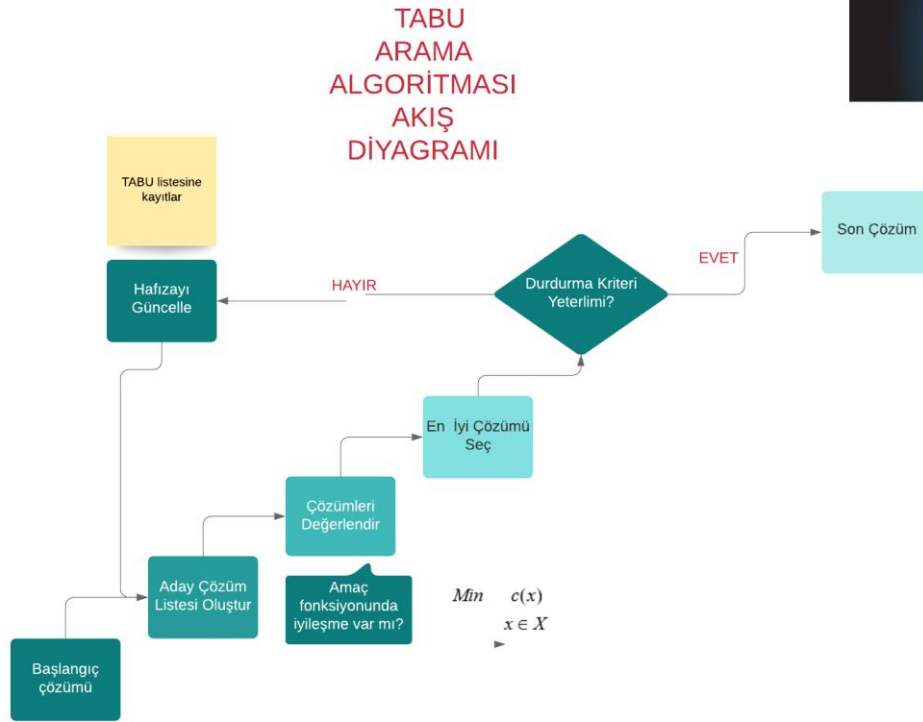 TABU
ARAMA
ALGORİTMASI
AKIŞ
DİYAGRAMI
TABU listesine
kayıtlar
Hafızayı
Güncelle
HAYIR
Durdurma Kriteri
Yeterlimi?
EVET
Son Çözüm
En İyi Çözümü
Seç
Çözümleri
Değerlendir
Amaç
fonksiyonunda
iyileşme var mı?
Min c(x)
x ∈ X
Aday Çözüm
Listesi Oluştur
Başlangıç
çözümü